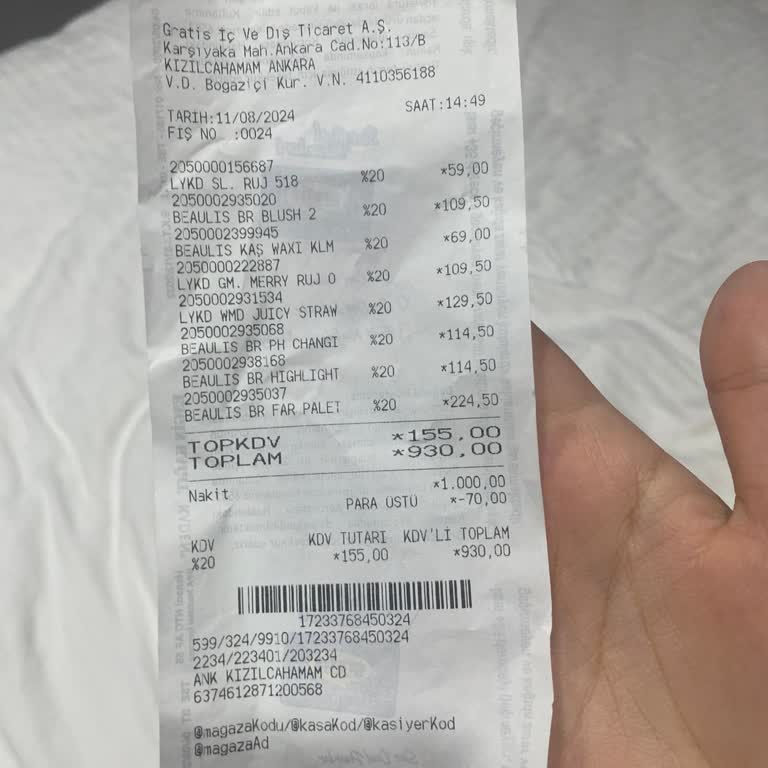 Gratis İç Ve Dış Ticaret A.Ş.
Karşıyaka Mah.Ankara Cad.No:113/B
KIZILCAHAMAM ANKARA
V.D. Bogaziçi Kur. V.N. 4110356188
TARIH:11/08/2024 SAAT:14:49
FIŞ NO :0024
2050000156687
LYKD SL. RUJ 518 %20 *59,00
2050002935020
BEAULIS BR BLUSH 2 %20 *109,50
2050002399945
BEAULIS KAŞ WAXI KLM %20 *69,00
2050000222887
LYKD GM. MERRY RUJ 0 %20 *109,50
2050002931534
LYKD WMD JUICY STRAW %20 *129,50
2050002935068
BEAULIS BR PH CHANGI %20 *114,50
2050002938168
BEAULIS BR HIGHLIGHT %20 *114,50
2050002935037
BEAULIS BR FAR PALET %20 *224,50
TOPKDV *155,00
TOPLAM *930,00
Nakit *1.000,00
PARA ÜSTÜ *-70,00
KDV KDV TUTARI KDV'Lİ TOPLAM
%20 *155,00 *930,00
17233768450324
599/324/9910/17233768450324
2234/223401/203234
ANK KIZILCAHAMAM CD
6374612871200568
@magazaKodu/@kasaKod/@kasiyerKod
@magazaAd